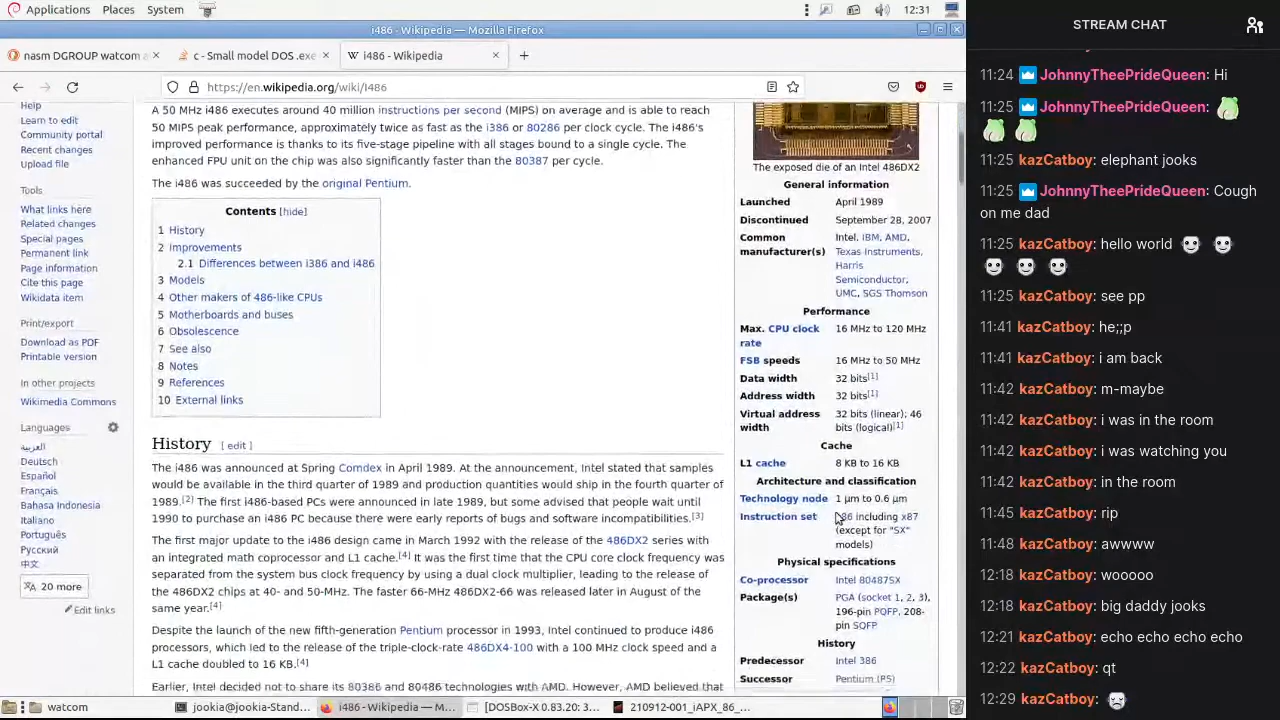 Applications Places System 12:31
i486 - Wikipedia — Mozilla Firefox
nasm DGROUP watcom a
c - Small model DOS .exe
i486 - Wikipedia
https://en.wikipedia.org/wiki/I486
Help
Learn to edit
Community portal
Recent changes
Upload file
Tools
What links here
Related changes
Special pages
Permanent link
Page information
Cite this page
Wikidata item
Print/export
Download as PDF
Printable version
In other projects
Wikimedia Commons
Languages
العربية
Deutsch
Español
Français
Bahasa Indonesia
Italiano
Português
Русский
中文
20 more
Edit links
A 50 MHz i486 executes around 40 million instructions per second (MIPS) on average and is able to reach
50 MIPS peak performance, approximately twice as fast as the i386 or 80286 per clock cycle. The i486's
improved performance is thanks to its five-stage pipeline with all stages bound to a single cycle. The
enhanced FPU unit on the chip was also significantly faster than the 80387 per cycle.
The i486 was succeeded by the original Pentium.
Contents [hide]
1 History
2 Improvements
2.1 Differences between i386 and i486
3 Models
4 Other makers of 486-like CPUs
5 Motherboards and buses
6 Obsolescence
7 See also
8 Notes
9 References
10 External links
History [ edit ]
The i486 was announced at Spring Comdex in April 1989. At the announcement, Intel stated that samples
would be available in the third quarter of 1989 and production quantities would ship in the fourth quarter of
1989.[2] The first i486-based PCs were announced in late 1989, but some advised that people wait until
1990 to purchase an i486 PC because there were early reports of bugs and software incompatibilities.[3]
The first major update to the i486 design came in March 1992 with the release of the 486DX2 series with
an integrated math coprocessor and L1 cache.[4] It was the first time that the CPU core clock frequency was
separated from the system bus clock frequency by using a dual clock multiplier, leading to the release of
the 486DX2 chips at 40- and 50-MHz. The faster 66-MHz 486DX2-66 was released later in August of the
same year.[4]
Despite the launch of the new fifth-generation Pentium processor in 1993, Intel continued to produce i486
processors, which led to the release of the triple-clock-rate 486DX4-100 with a 100 MHz clock speed and a
L1 cache doubled to 16 KB.[4]
Earlier, Intel decided not to share its 80386 and 80486 technologies with AMD. However, AMD believed that
The exposed die of an Intel 486DX2
General information
Launched April 1989
Discontinued September 28, 2007
Common Intel, IBM, AMD,
manufacturer(s) Texas Instruments,
Harris
Semiconductor,
UMC, SGS Thomson
Performance
Max. CPU clock 16 MHz to 120 MHz
rate
FSB speeds 16 MHz to 50 MHz
Data width 32 bits[1]
Address width 32 bits[1]
Virtual address 32 bits (linear); 46
width bits (logical)[1]
Cache
L1 cache 8 KB to 16 KB
Architecture and classification
Technology node 1 μm to 0.6 μm
Instruction set x86 including x87
(except for "SX"
models)
Physical specifications
Co-processor Intel 80487SX
Package(s) PGA (socket 1, 2, 3),
196-pin PQFP, 208-
pin SQFP
History
Predecessor Intel 386
Successor Pentium (P5)
watcom
jookia@jookia-Stand...
i486 - Wikipedia — M...
[DOSBox-X 0.83.20: 3...
210912-001_iAPX_86_...
STREAM CHAT
11:24 JohnnyTheePrideQueen: Hi
11:25 JohnnyTheePrideQueen:
11:25 kazCatboy: elephant jooks
11:25 JohnnyTheePrideQueen: Cough
on me dad
11:25 kazCatboy: hello world
11:25 kazCatboy: see pp
11:41 kazCatboy: he;;p
11:41 kazCatboy: i am back
11:42 kazCatboy: m-maybe
11:42 kazCatboy: i was in the room
11:42 kazCatboy: i was watching you
11:42 kazCatboy: in the room
11:45 kazCatboy: rip
11:48 kazCatboy: awwww
12:18 kazCatboy: wooooo
12:18 kazCatboy: big daddy jooks
12:21 kazCatboy: echo echo echo echo
12:22 kazCatboy: qt
12:29 kazCatboy: